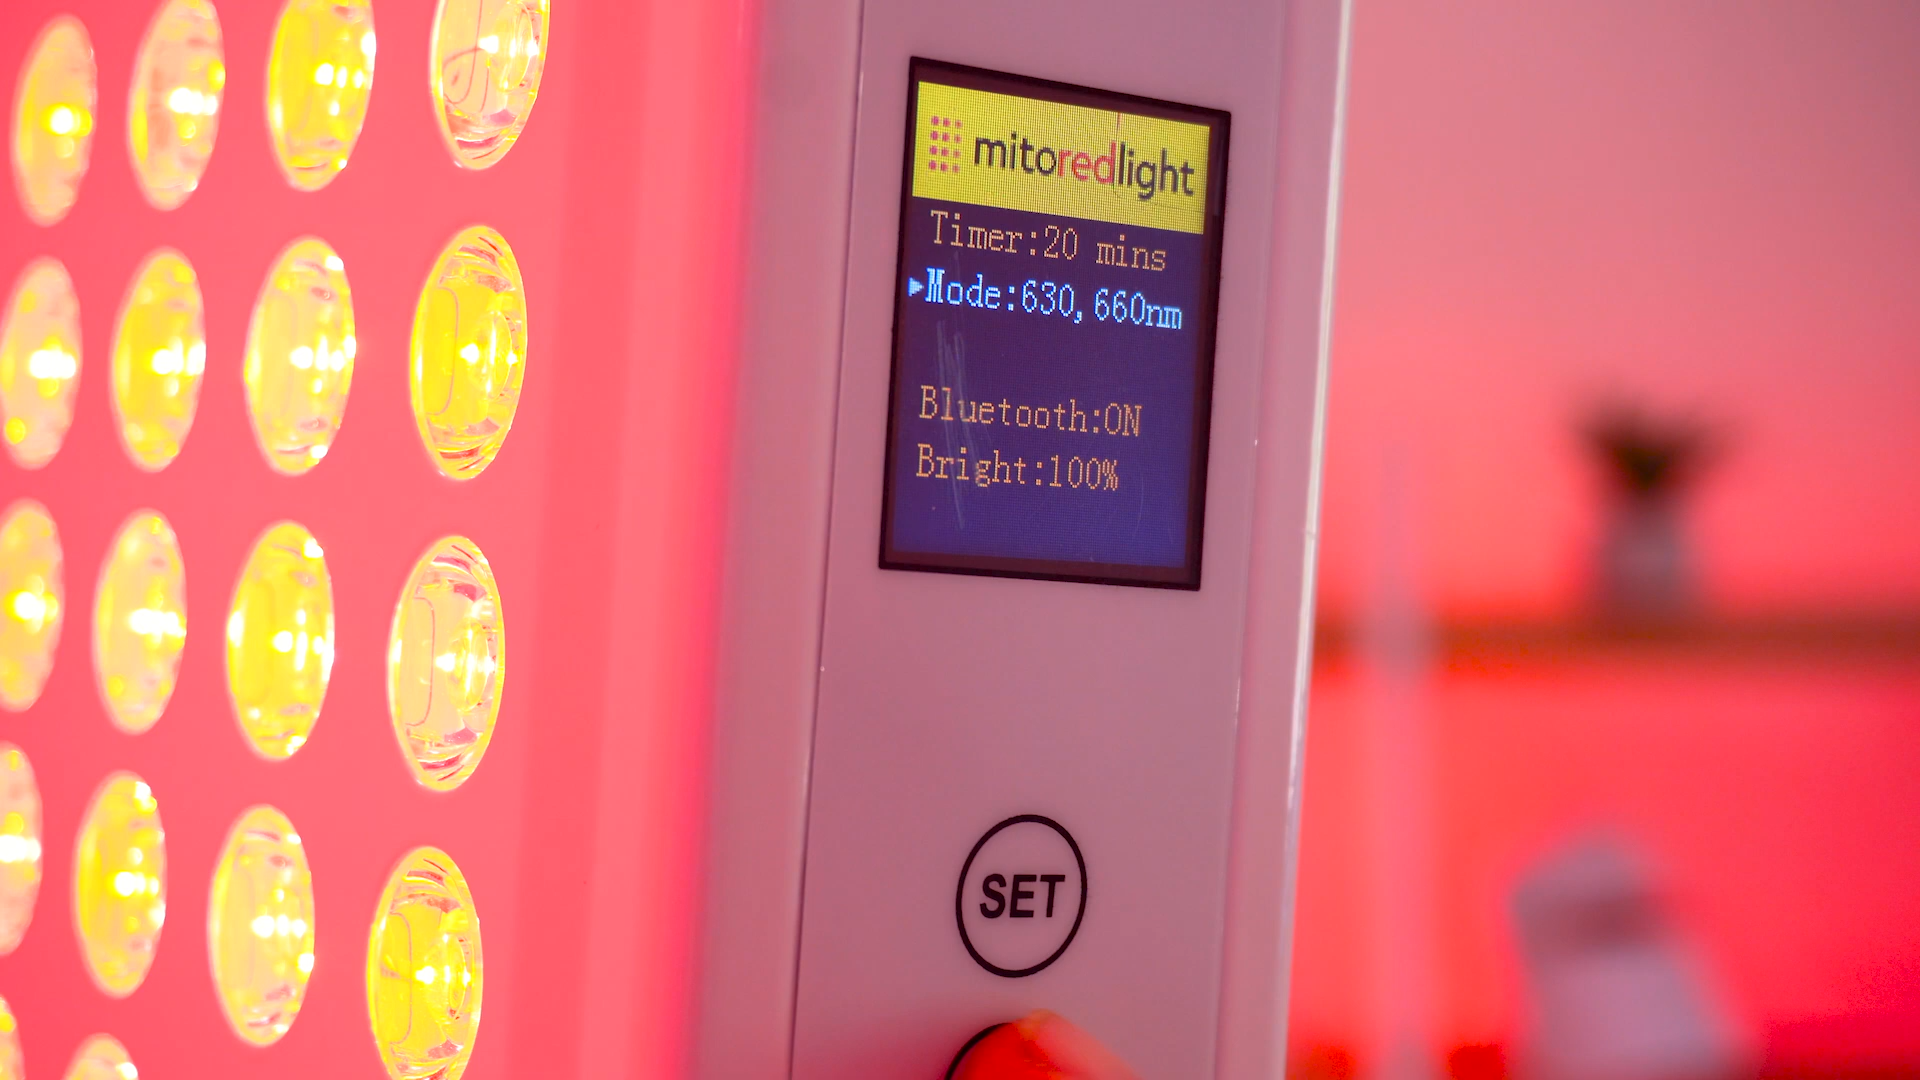 mitoredlight
Timer:20 mins
▶Mode:630,660nm
Bluetooth:ON
Bright:100%
SET